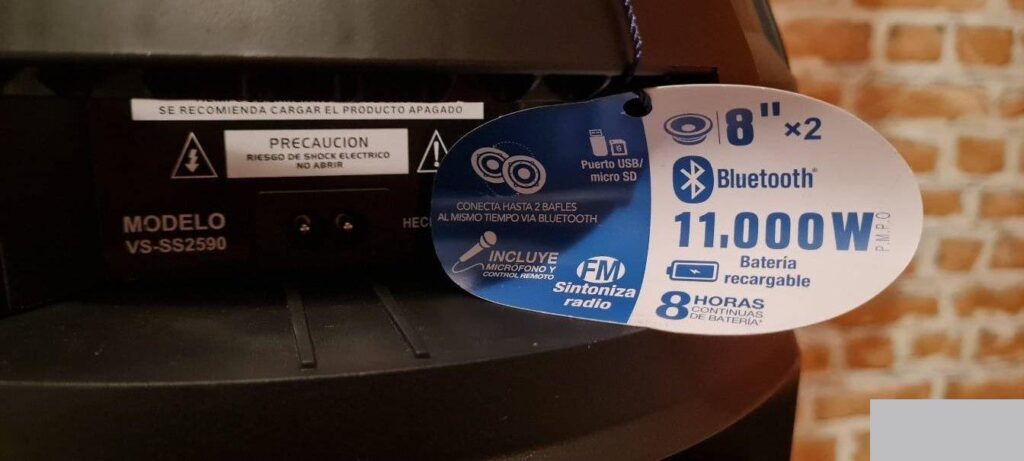 SE RECOMIENDA CARGAR EL PRODUCTO APAGADO
PRECAUCION
RIESGO DE SHOCK ELECTRICO
NO ABRIR
MODELO
VS-SS2590
Puerto USB/
micro SD
CONECTA HASTA 2 BAFLES
AL MISMO TIEMPO VIA BLUETOOTH
INCLUYE
MICRÓFONO Y
CONTROL REMOTO
FM
Sintoniza
radio
8" ×2
Bluetooth®
11,000W P.M.P.O
Batería
recargable
8 HORAS
CONTINUAS
DE BATERÍA*